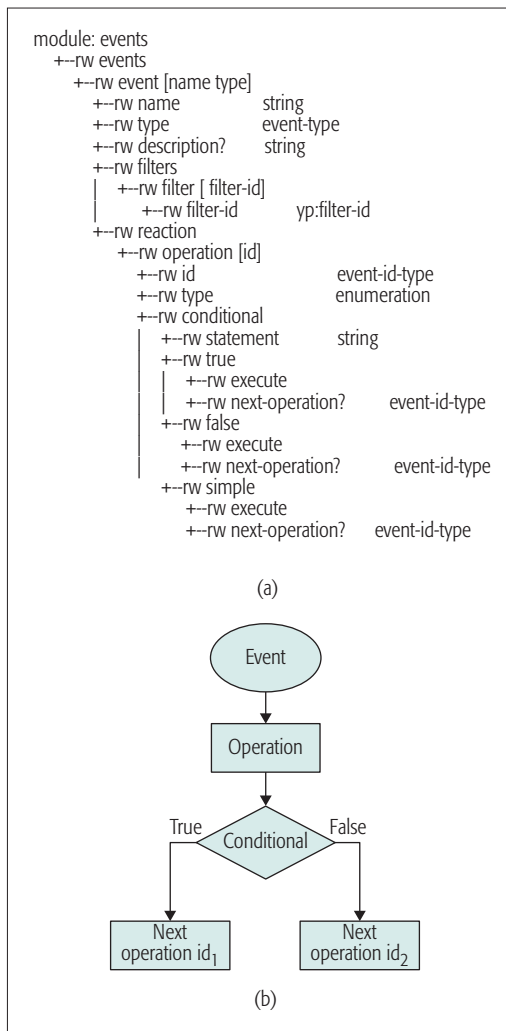 module: events
+--rw events
+--rw event [name type]
+--rw name string
+--rw type event-type
+--rw description? string
+--rw filters
| +--rw filter [ filter-id]
| +--rw filter-id yp:filter-id
+--rw reaction
+--rw operation [id]
+--rw id event-id-type
+--rw type enumeration
+--rw conditional
| +--rw statement string
| +--rw true
| | +--rw execute
| | +--rw next-operation? event-id-type
| +--rw false
| +--rw execute
| +--rw next-operation? event-id-type
+--rw simple
+--rw execute
+--rw next-operation? event-id-type
(a)
Event
Operation
True Conditional False
Next
operation id1
Next
operation id2
(b)